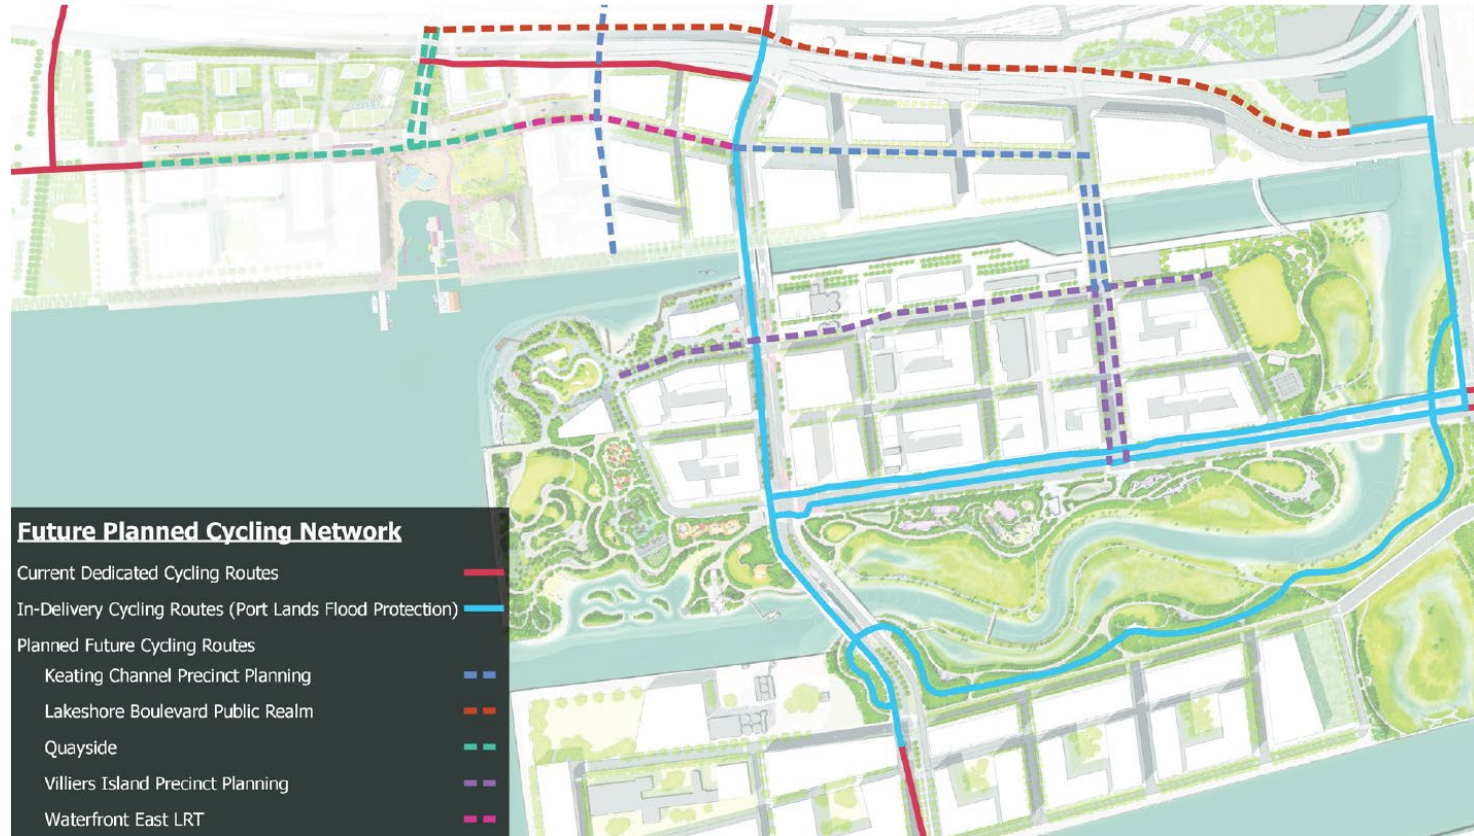 Future Planned Cycling Network
Current Dedicated Cycling Routes
In-Delivery Cycling Routes (Port Lands Flood Protection)
Planned Future Cycling Routes
Keating Channel Precinct Planning
Lakeshore Boulevard Public Realm
Quayside
Villiers Island Precinct Planning
Waterfront East LRT